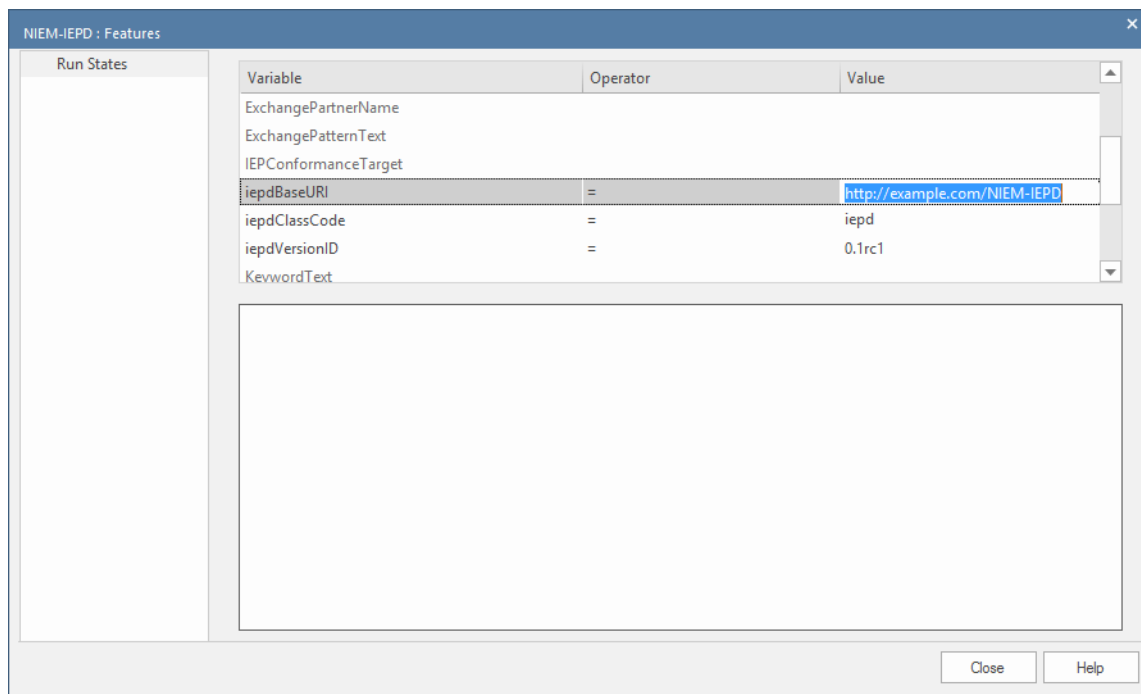 NIEM-IEPD : Features
Run States
Variable Operator Value
ExchangePartnerName
ExchangePatternText
IEPConformanceTarget
iepdBaseURI = http://example.com/NIEM-IEPD
iepdClassCode = iepd
iepdVersionID = 0.1rc1
KeywordText
Close Help